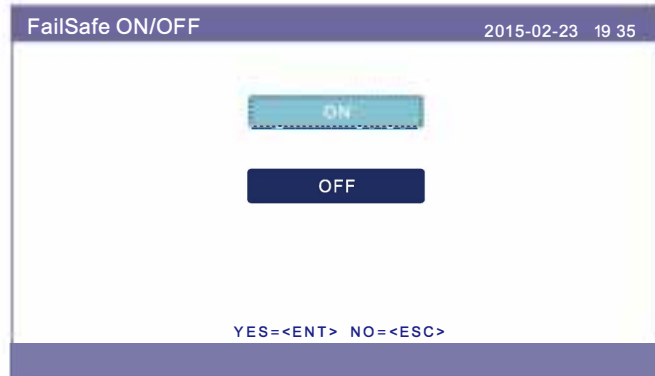 FailSafe ON/OFF
2015-02-23 19 35
ON
OFF
YES=<ENT> NO=<ESC>